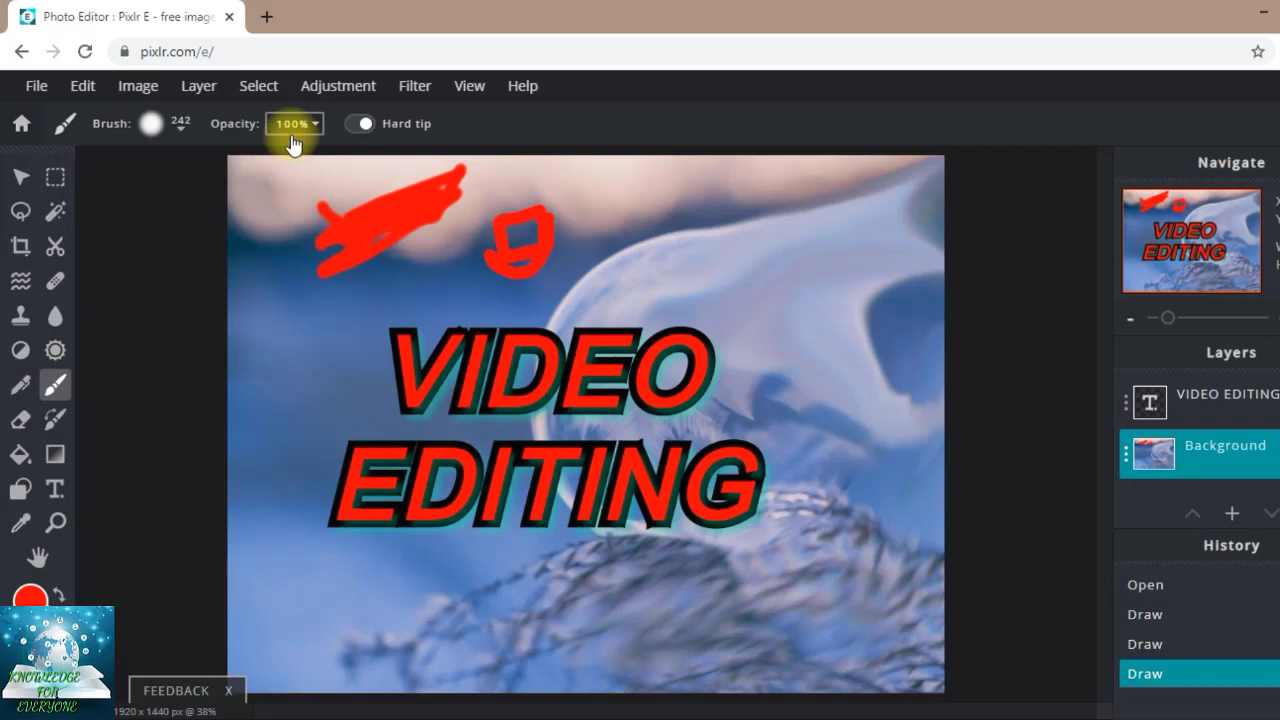 Photo Editor : Pixlr E - free image
pixlr.com/e/
File Edit Image Layer Select Adjustment Filter View Help
Brush: 242 Opacity: 100% Hard tip
Navigate
VIDEO
EDITING
Layers
T VIDEO EDITING
Background
VIDEO
EDITING
History
Open
Draw
Draw
Draw
KNOWLEDGE
FOR
EVERYONE
FEEDBACK X
1920 x 1440 px @ 38%